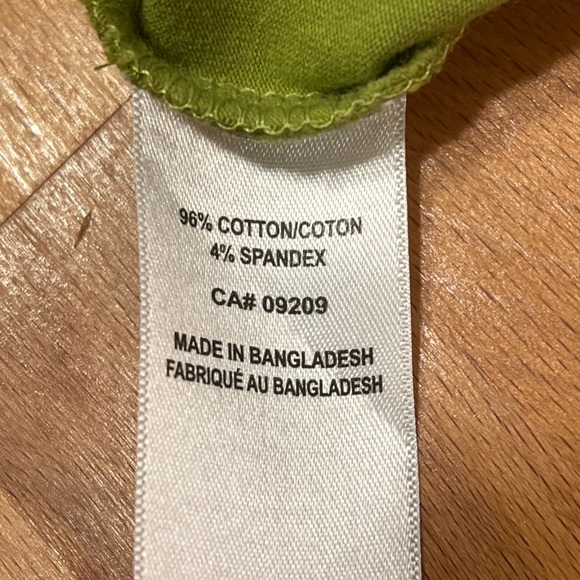 96% COTTON/COTON
4% SPANDEX
CA# 09209
MADE IN BANGLADESH
FABRIQUÉ AU BANGLADESH